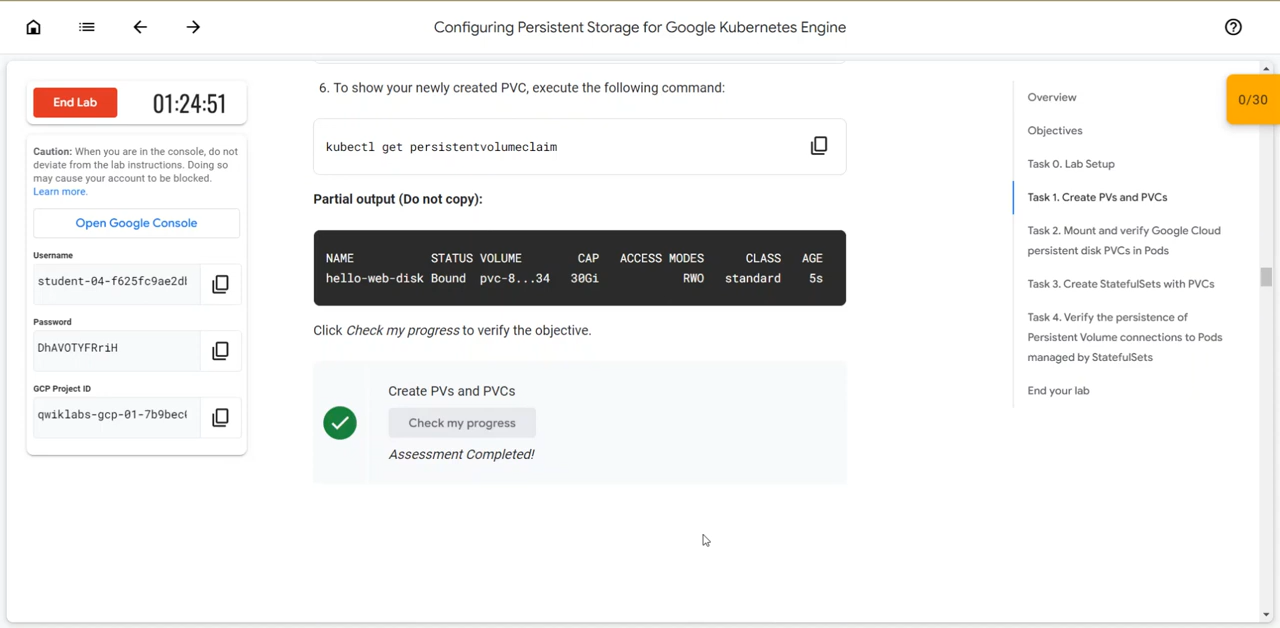 Configuring Persistent Storage for Google Kubernetes Engine
End Lab
01:24:51
Caution: When you are in the console, do not
deviate from the lab instructions. Doing so
may cause your account to be blocked.
Learn more.
Open Google Console
Username
student-04-f625fc9ae2d
Password
DhAVOTYFRriH
GCP Project ID
qwiklabs-gcp-01-7b9bec
6. To show your newly created PVC, execute the following command:
kubectl get persistentvolumeclaim
Partial output (Do not copy):
NAME STATUS VOLUME CAP ACCESS MODES CLASS AGE
hello-web-disk Bound pvc-8...34 30Gi RWO standard 5s
Click Check my progress to verify the objective.
Create PVs and PVCs
Check my progress
Assessment Completed!
Overview
Objectives
Task 0. Lab Setup
Task 1. Create PVs and PVCs
Task 2. Mount and verify Google Cloud
persistent disk PVCs in Pods
Task 3. Create StatefulSets with PVCs
Task 4. Verify the persistence of
Persistent Volume connections to Pods
managed by StatefulSets
End your lab
0/30